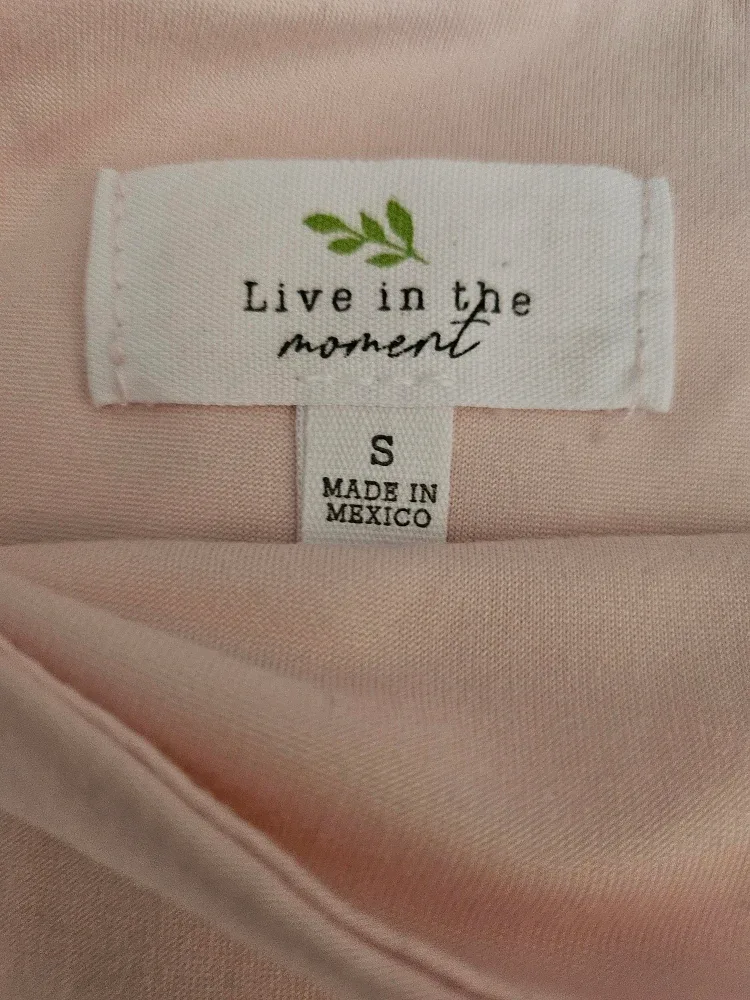 Live in the
moment
S
MADE IN
MEXICO